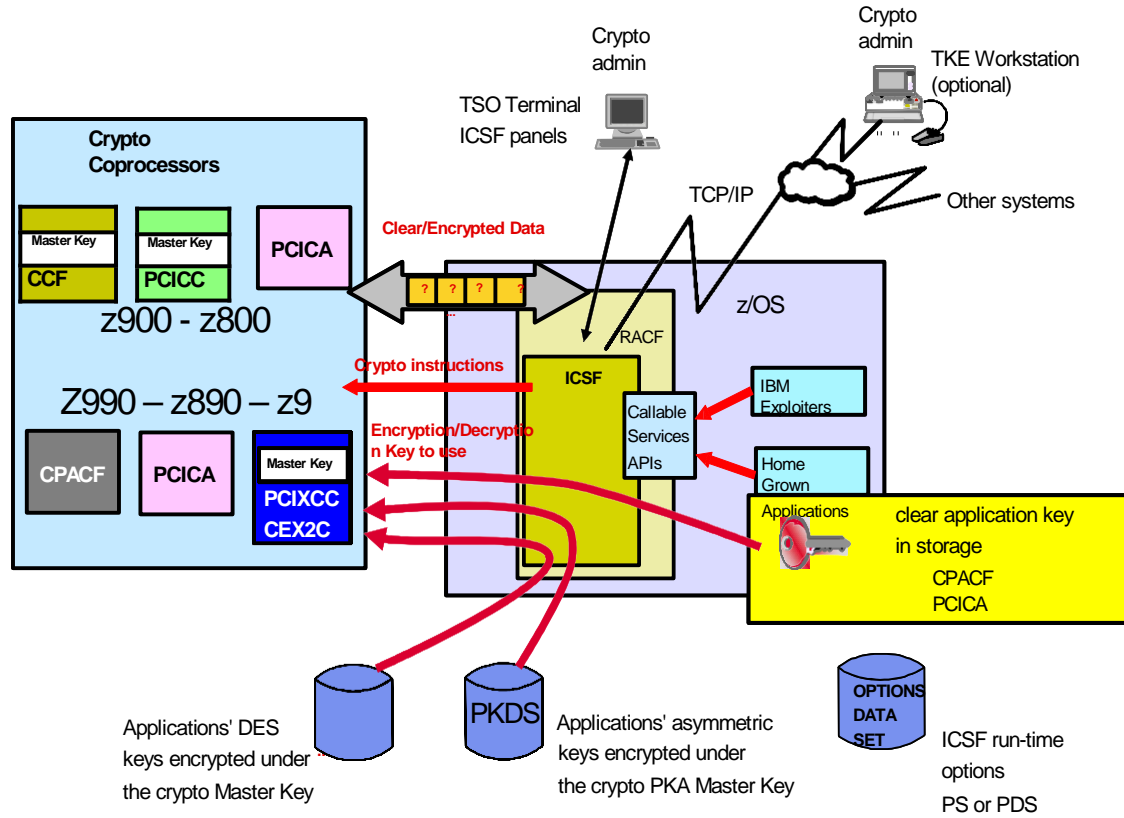 Crypto
admin
Crypto
admin
TKE Workstation
(optional)
TSO Terminal
ICSF panels
Crypto
Coprocessors
TCP/IP
Other systems
Master Key
CCF
Master Key
PCICC
PCICA
Clear/Encrypted Data
? ? ? ?
...
z900 - z800
z/OS
RACF
Crypto instructions
ICSF
IBM
Exploiters
Z990 – z890 – z9
Callable
Services
APIs
Encryption/Decryptio
n Key to use
Home
Grown
Applications
CPACF
PCICA
Master Key
PCIXCC
CEX2C
clear application key
in storage
CPACF
PCICA
Applications' DES
keys encrypted under
...
the crypto Master Key
PKDS
Applications' asymmetric
keys encrypted under
the crypto PKA Master Key
OPTIONS
DATA
SET
ICSF run-time
options
PS or PDS